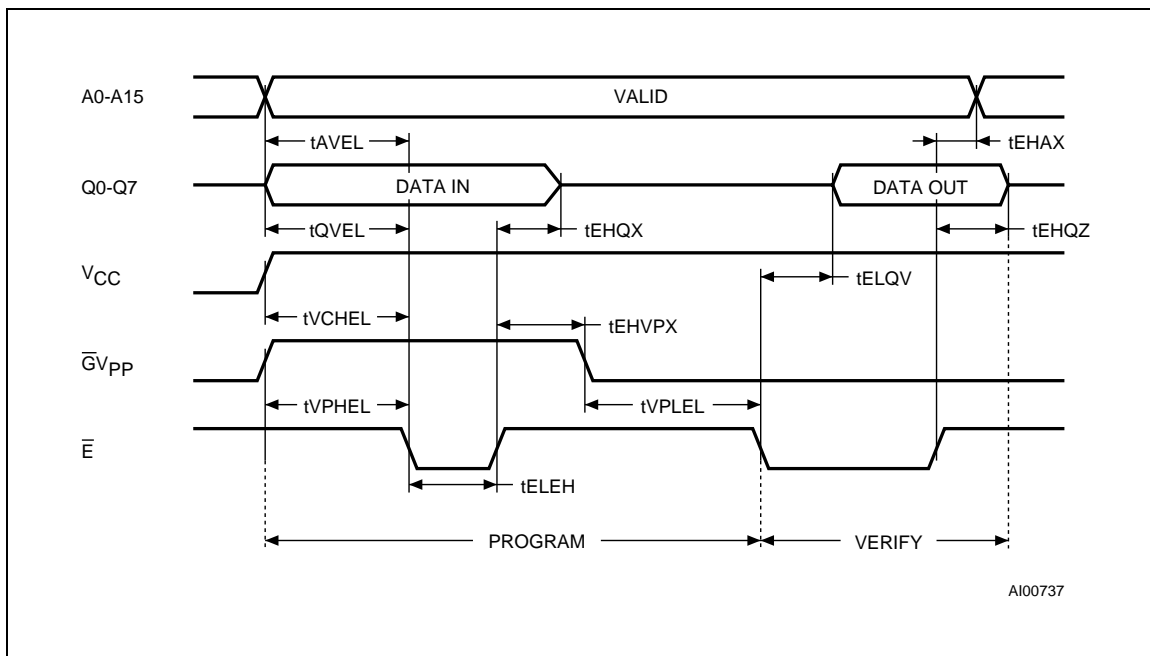 A0-A15
VALID
tAVEL
tEHAX
Q0-Q7
DATA IN
DATA OUT
tQVEL
tEHQX
tEHQZ
VCC
tELQV
tVCHEL
tEHVPX
G̅VPP
tVPHEL
tVPLEL
E̅
tELEH
PROGRAM
VERIFY
AI00737